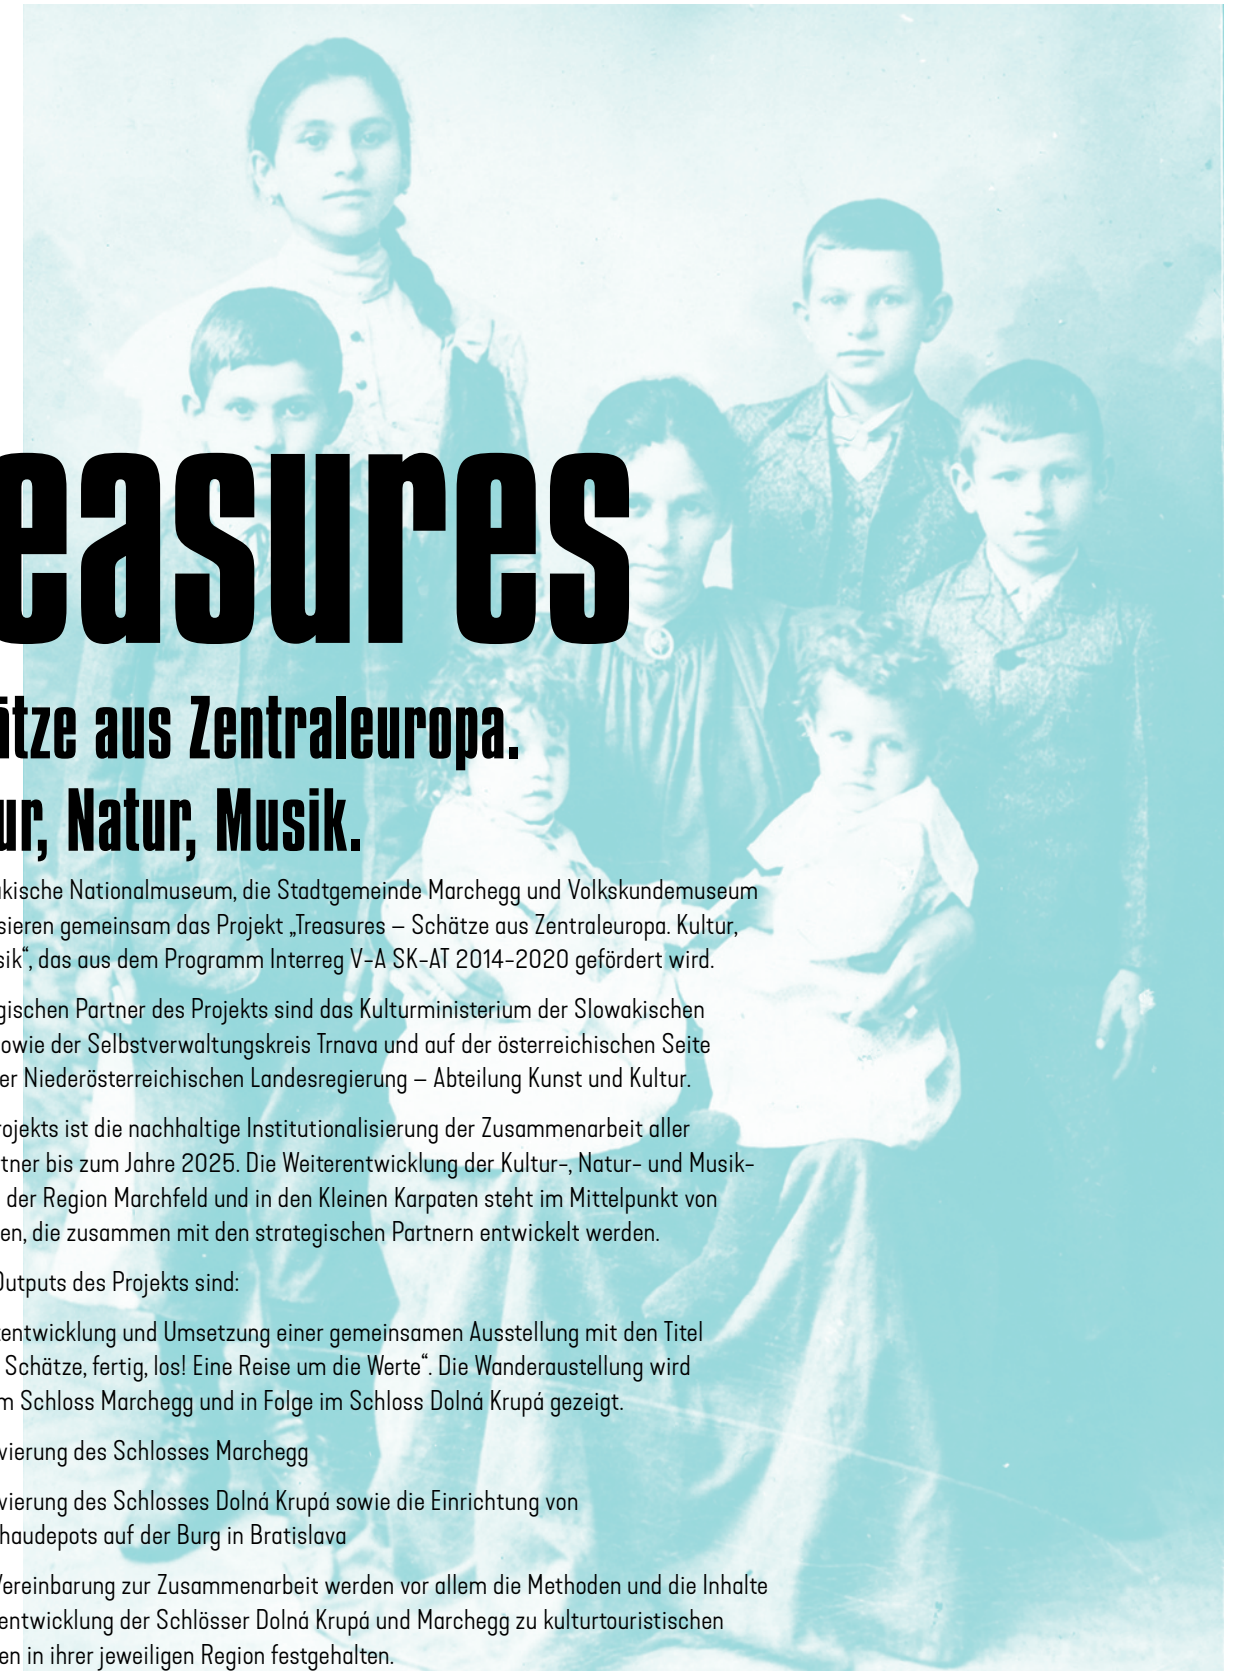 easures
ätze aus Zentraleuropa.
ur, Natur, Musik.
akische Nationalmuseum, die Stadtgemeinde Marchegg und Volkskundemuseum
sieren gemeinsam das Projekt „Treasures – Schätze aus Zentraleuropa. Kultur,
sik“, das aus dem Programm Interreg V-A SK-AT 2014-2020 gefördert wird.
gischen Partner des Projekts sind das Kulturministerium der Slowakischen
owie der Selbstverwaltungskreis Trnava und auf der österreichischen Seite
er Niederösterreichischen Landesregierung – Abteilung Kunst und Kultur.
rojekts ist die nachhaltige Institutionalisierung der Zusammenarbeit aller
tner bis zum Jahre 2025. Die Weiterentwicklung der Kultur-, Natur- und Musik-
der Region Marchfeld und in den Kleinen Karpaten steht im Mittelpunkt von
en, die zusammen mit den strategischen Partnern entwickelt werden.
Outputs des Projekts sind:
tentwicklung und Umsetzung einer gemeinsamen Ausstellung mit den Titel
Schätze, fertig, los! Eine Reise um die Werte“. Die Wanderaustellung wird
m Schloss Marchegg und in Folge im Schloss Dolná Krupá gezeigt.
vierung des Schlosses Marchegg
vierung des Schlosses Dolná Krupá sowie die Einrichtung von
haudepots auf der Burg in Bratislava
Vereinbarung zur Zusammenarbeit werden vor allem die Methoden und die Inhalte
entwicklung der Schlösser Dolná Krupá und Marchegg zu kulturtouristischen
en in ihrer jeweiligen Region festgehalten.